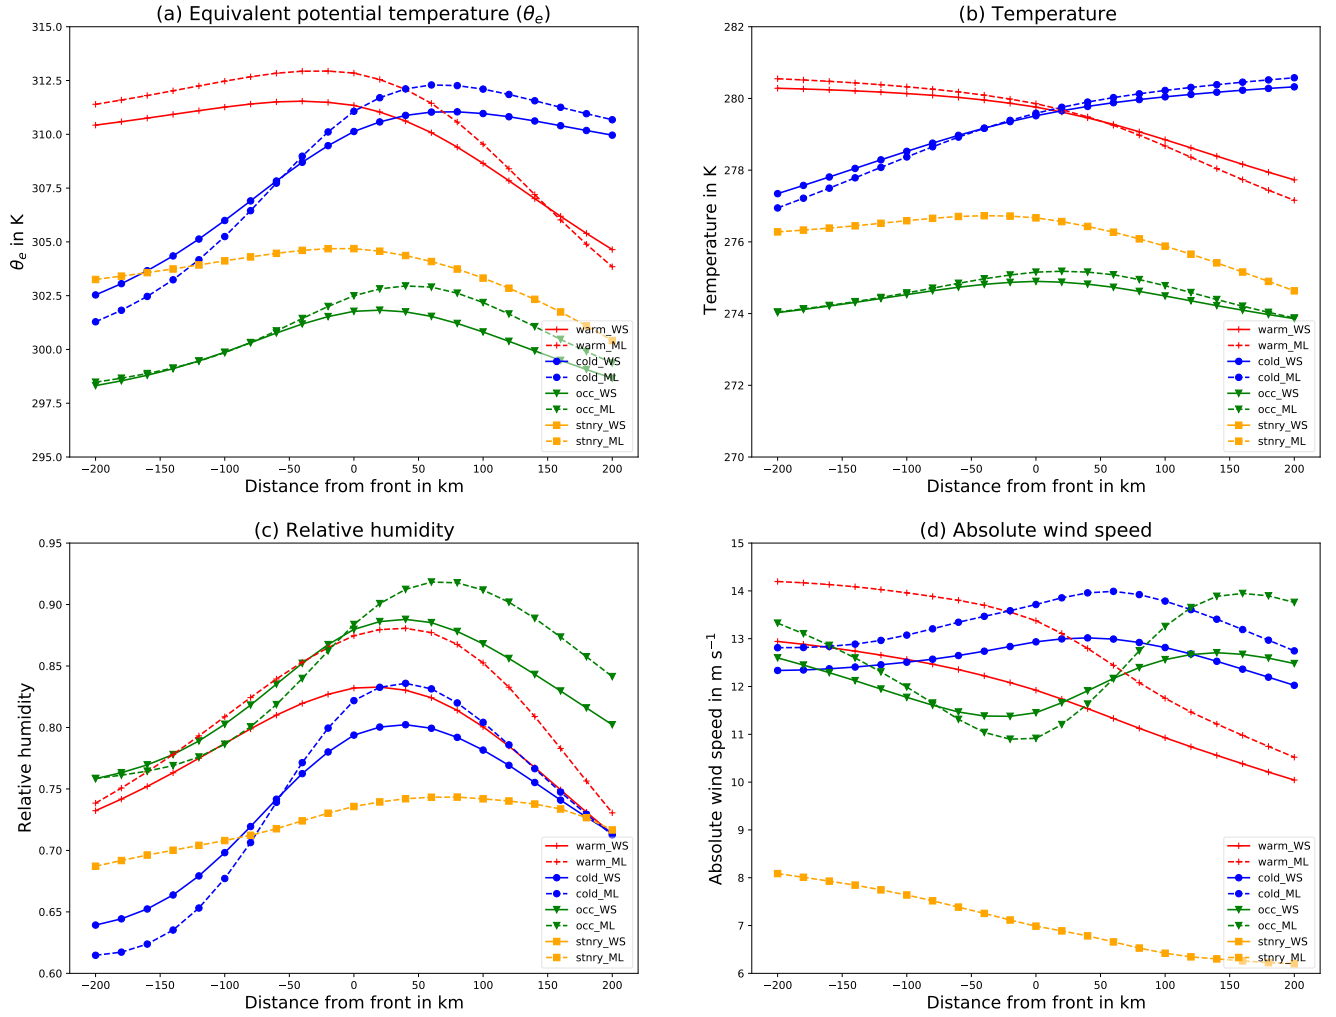 (a) Equivalent potential temperature (θₑ)
315.0
312.5
310.0
307.5
305.0
302.5
300.0
297.5
295.0
θₑ in K
−200 −150 −100 −50 0 50 100 150 200
Distance from front in km
warm_WS
warm_ML
cold_WS
cold_ML
occ_WS
occ_ML
stnry_WS
stnry_ML
(b) Temperature
282
280
278
276
274
272
270
Temperature in K
−200 −150 −100 −50 0 50 100 150 200
Distance from front in km
warm_WS
warm_ML
cold_WS
cold_ML
occ_WS
occ_ML
stnry_WS
stnry_ML
(c) Relative humidity
0.95
0.90
0.85
0.80
0.75
0.70
0.65
0.60
Relative humidity
−200 −150 −100 −50 0 50 100 150 200
Distance from front in km
warm_WS
warm_ML
cold_WS
cold_ML
occ_WS
occ_ML
stnry_WS
stnry_ML
(d) Absolute wind speed
15
14
13
12
11
10
9
8
7
6
Absolute wind speed in m s⁻¹
−200 −150 −100 −50 0 50 100 150 200
Distance from front in km
warm_WS
warm_ML
cold_WS
cold_ML
occ_WS
occ_ML
stnry_WS
stnry_ML